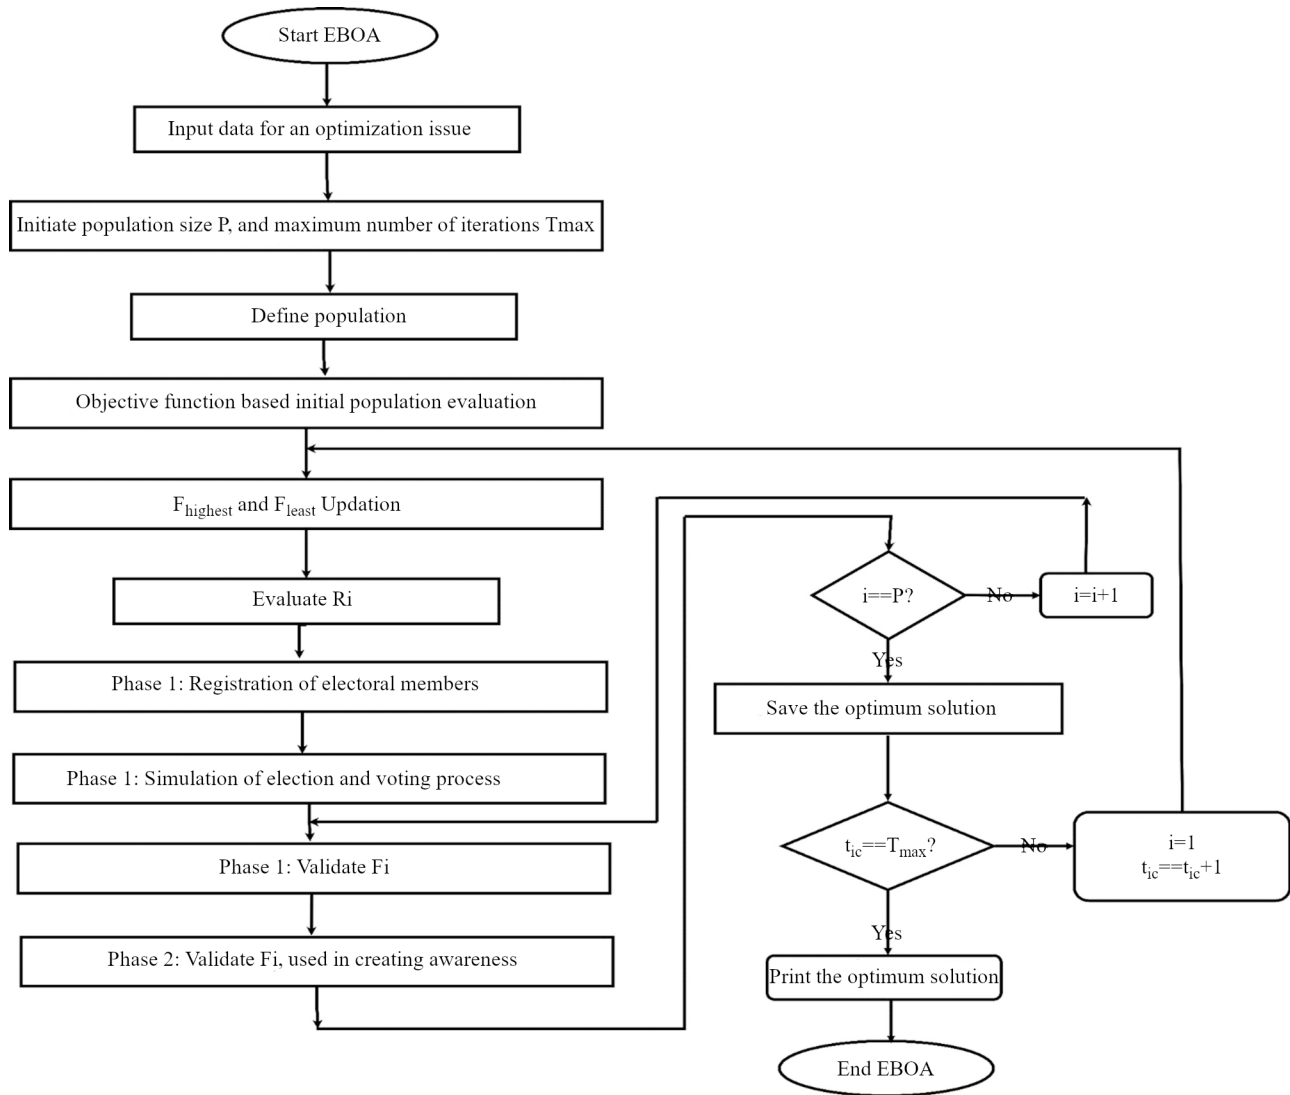 Start EBOA
Input data for an optimization issue
Initiate population size P, and maximum number of iterations Tmax
Define population
Objective function based initial population evaluation
Fhighest and Fleast Updation
Evaluate Ri
Phase 1: Registration of electoral members
Phase 1: Simulation of election and voting process
Phase 1: Validate Fi
Phase 2: Validate Fi, used in creating awareness
i==P?
No
i=i+1
Yes
Save the optimum solution
tic==Tmax?
No
i=1
tic==tic+1
Yes
Print the optimum solution
End EBOA